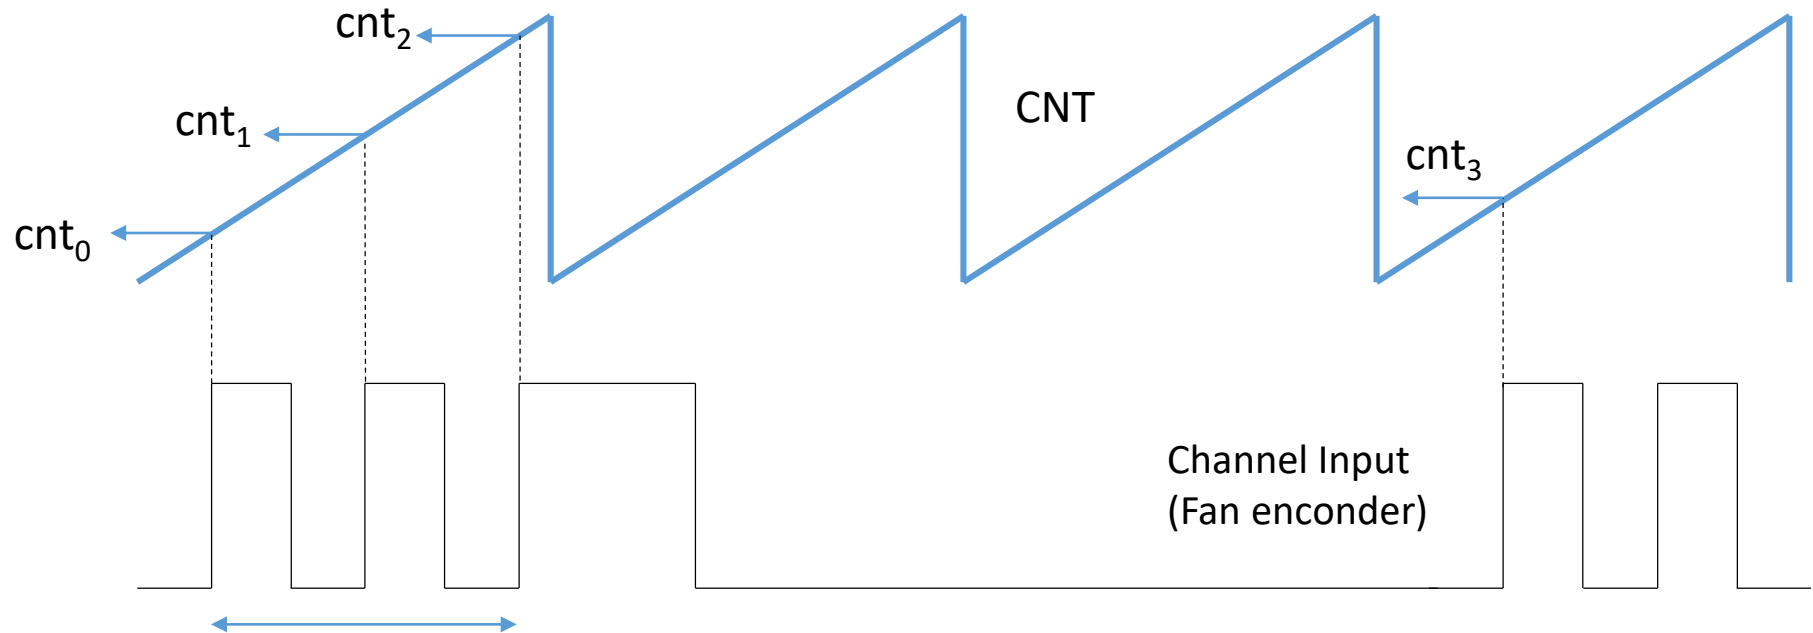 cnt₂
cnt₁
CNT
cnt₃
cnt₀
Channel Input
(Fan enconder)